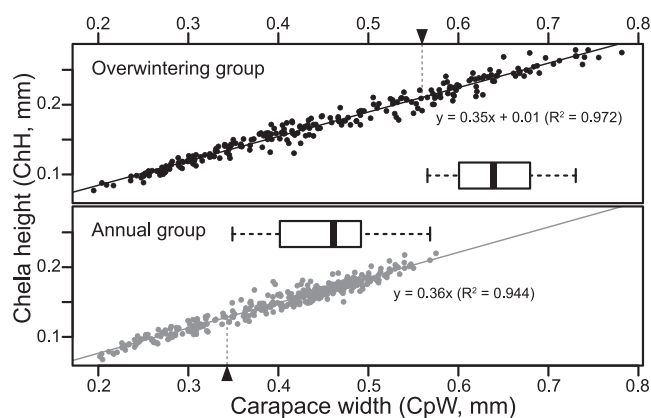 0.2 0.3 0.4 0.5 0.6 0.7 0.8
Overwintering group
0.2
y = 0.35x + 0.01 (R² = 0.972)
0.1
Chela height (ChH, mm)
Annual group
0.2
y = 0.36x (R² = 0.944)
0.1
0.2 0.3 0.4 0.5 0.6 0.7 0.8
Carapace width (CpW, mm)